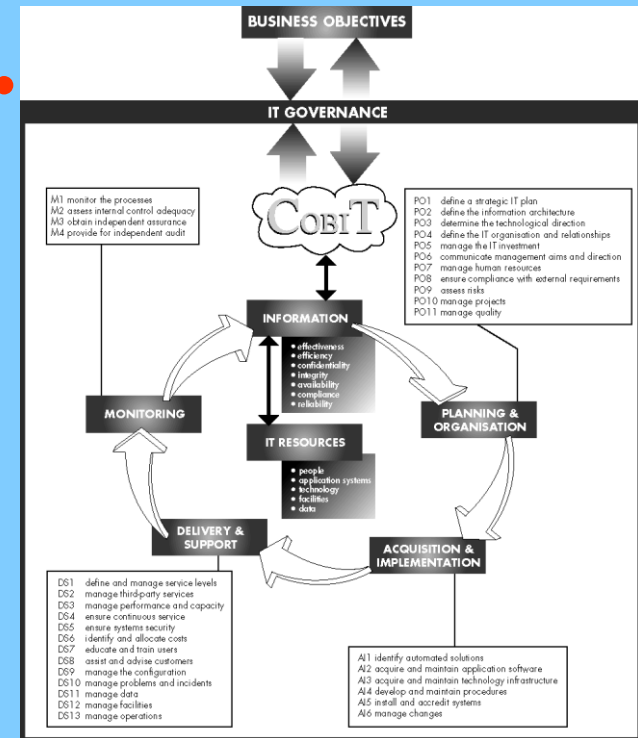 BUSINESS OBJECTIVES
IT GOVERNANCE
M1 monitor the processes
M2 assess internal control adequacy
M3 obtain independent assurance
M4 provide for independent audit
COBIT
PO1 define a strategic IT plan
PO2 define the information architecture
PO3 determine the technological direction
PO4 define the IT organisation and relationships
PO5 manage the IT investment
PO6 communicate management aims and direction
PO7 manage human resources
PO8 ensure compliance with external requirements
PO9 assess risks
PO10 manage projects
PO11 manage quality
INFORMATION
• effectiveness
• efficiency
• confidentiality
• integrity
• availability
• compliance
• reliability
MONITORING
PLANNING &
ORGANISATION
IT RESOURCES
• people
• application systems
• technology
• facilities
• data
DELIVERY &
SUPPORT
ACQUISITION &
IMPLEMENTATION
DS1 define and manage service levels
DS2 manage third-party services
DS3 manage performance and capacity
DS4 ensure continuous service
DS5 ensure systems security
DS6 identify and allocate costs
DS7 educate and train users
DS8 assist and advise customers
DS9 manage the configuration
DS10 manage problems and incidents
DS11 manage data
DS12 manage facilities
DS13 manage operations
AI1 identify automated solutions
AI2 acquire and maintain application software
AI3 acquire and maintain technology infrastructure
AI4 develop and maintain procedures
AI5 install and accredit systems
AI6 manage changes